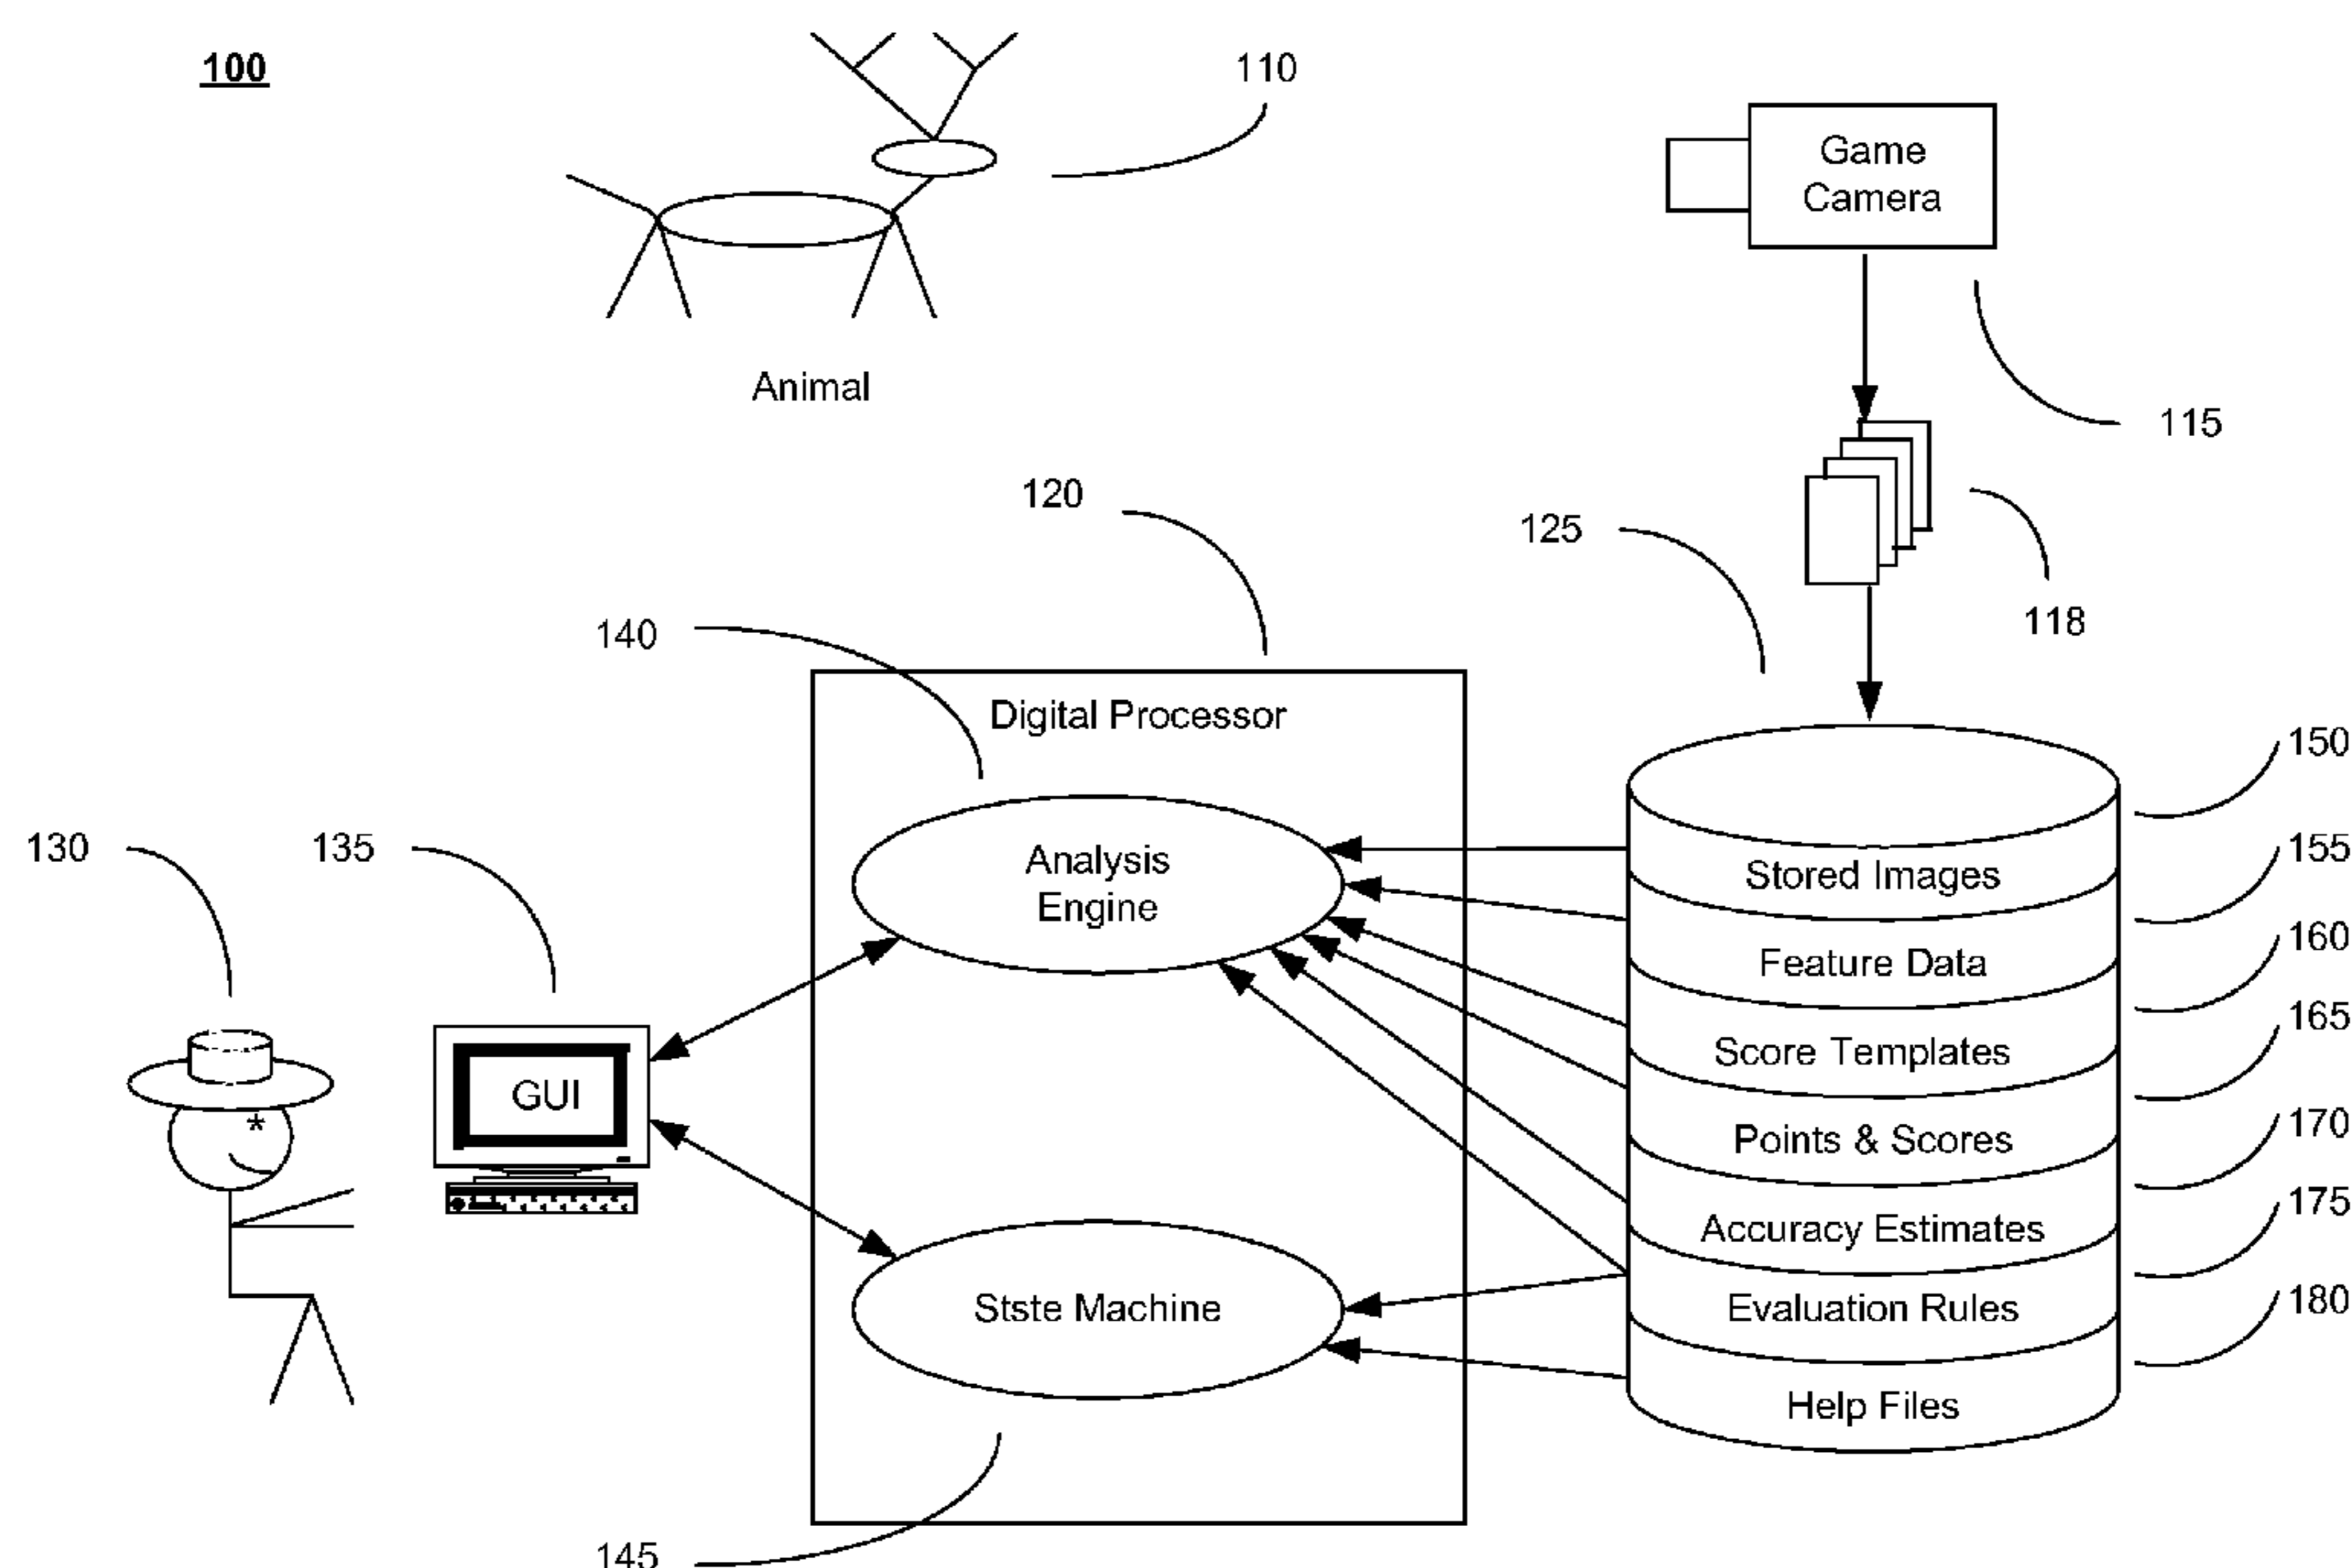 100
110
Game
Camera
Animal
115
120
125
118
140
Digital Processor
150
130
135
Analysis
Engine
Stored Images
155
Feature Data
160
GUI
Score Templates
165
*
Points & Scores
170
Accuracy Estimates
175
Stste Machine
Evaluation Rules
180
Help Files
145